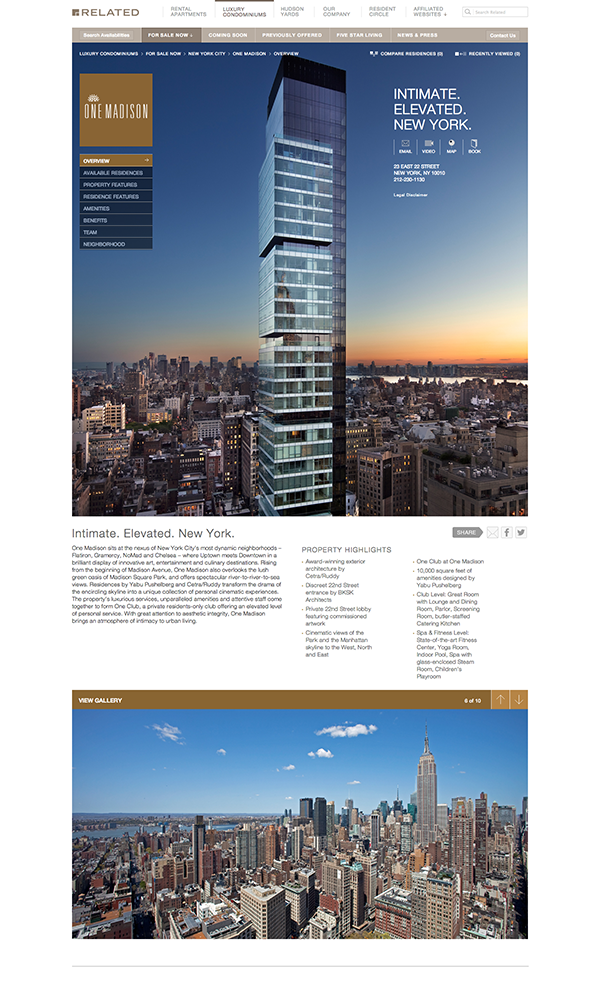 RELATED
RENTAL APARTMENTS
LUXURY CONDOMINIUMS
HUDSON YARDS
OUR COMPANY
RESIDENT CIRCLE
AFFILIATED WEBSITES +
Search Related
Search Availabilities
FOR SALE NOW ↓
COMING SOON
PREVIOUSLY OFFERED
FIVE STAR LIVING
NEWS & PRESS
Contact Us
LUXURY CONDOMINIUMS > FOR SALE NOW > NEW YORK CITY > ONE MADISON > OVERVIEW
COMPARE RESIDENCES (0)
RECENTLY VIEWED (0)
ONE MADISON
OVERVIEW →
AVAILABLE RESIDENCES
PROPERTY FEATURES
RESIDENCE FEATURES
AMENITIES
BENEFITS
TEAM
NEIGHBORHOOD
INTIMATE.
ELEVATED.
NEW YORK.
EMAIL
VIDEO
MAP
BOOK
23 EAST 22 STREET
NEW YORK, NY 10010
212-230-1130
Legal Disclaimer
Intimate. Elevated. New York.
SHARE
One Madison sits at the nexus of New York City's most dynamic neighborhoods –
Flatiron, Gramercy, NoMad and Chelsea – where Uptown meets Downtown in a
brilliant display of innovative art, entertainment and culinary destinations. Rising
from the beginning of Madison Avenue, One Madison also overlooks the lush
green oasis of Madison Square Park, and offers spectacular river-to-river-to-sea
views. Residences by Yabu Pushelberg and Cetra/Ruddy transform the drama of
the encircling skyline into a unique collection of personal cinematic experiences.
The property's luxurious services, unparalleled amenities and attentive staff come
together to form One Club, a private residents-only club offering an elevated level
of personal service. With great attention to aesthetic integrity, One Madison
brings an atmosphere of intimacy to urban living.
PROPERTY HIGHLIGHTS
Award-winning exterior
architecture by
Cetra/Ruddy
Discreet 22nd Street
entrance by BKSK
Architects
Private 22nd Street lobby
featuring commissioned
artwork
Cinematic views of the
Park and the Manhattan
skyline to the West, North
and East
One Club at One Madison
10,000 square feet of
amenities designed by
Yabu Pushelberg
Club Level: Great Room
with Lounge and Dining
Room, Parlor, Screening
Room, butler-staffed
Catering Kitchen
Spa & Fitness Level:
State-of-the-art Fitness
Center, Yoga Room,
Indoor Pool, Spa with
glass-enclosed Steam
Room, Children's
Playroom
VIEW GALLERY
6 of 10